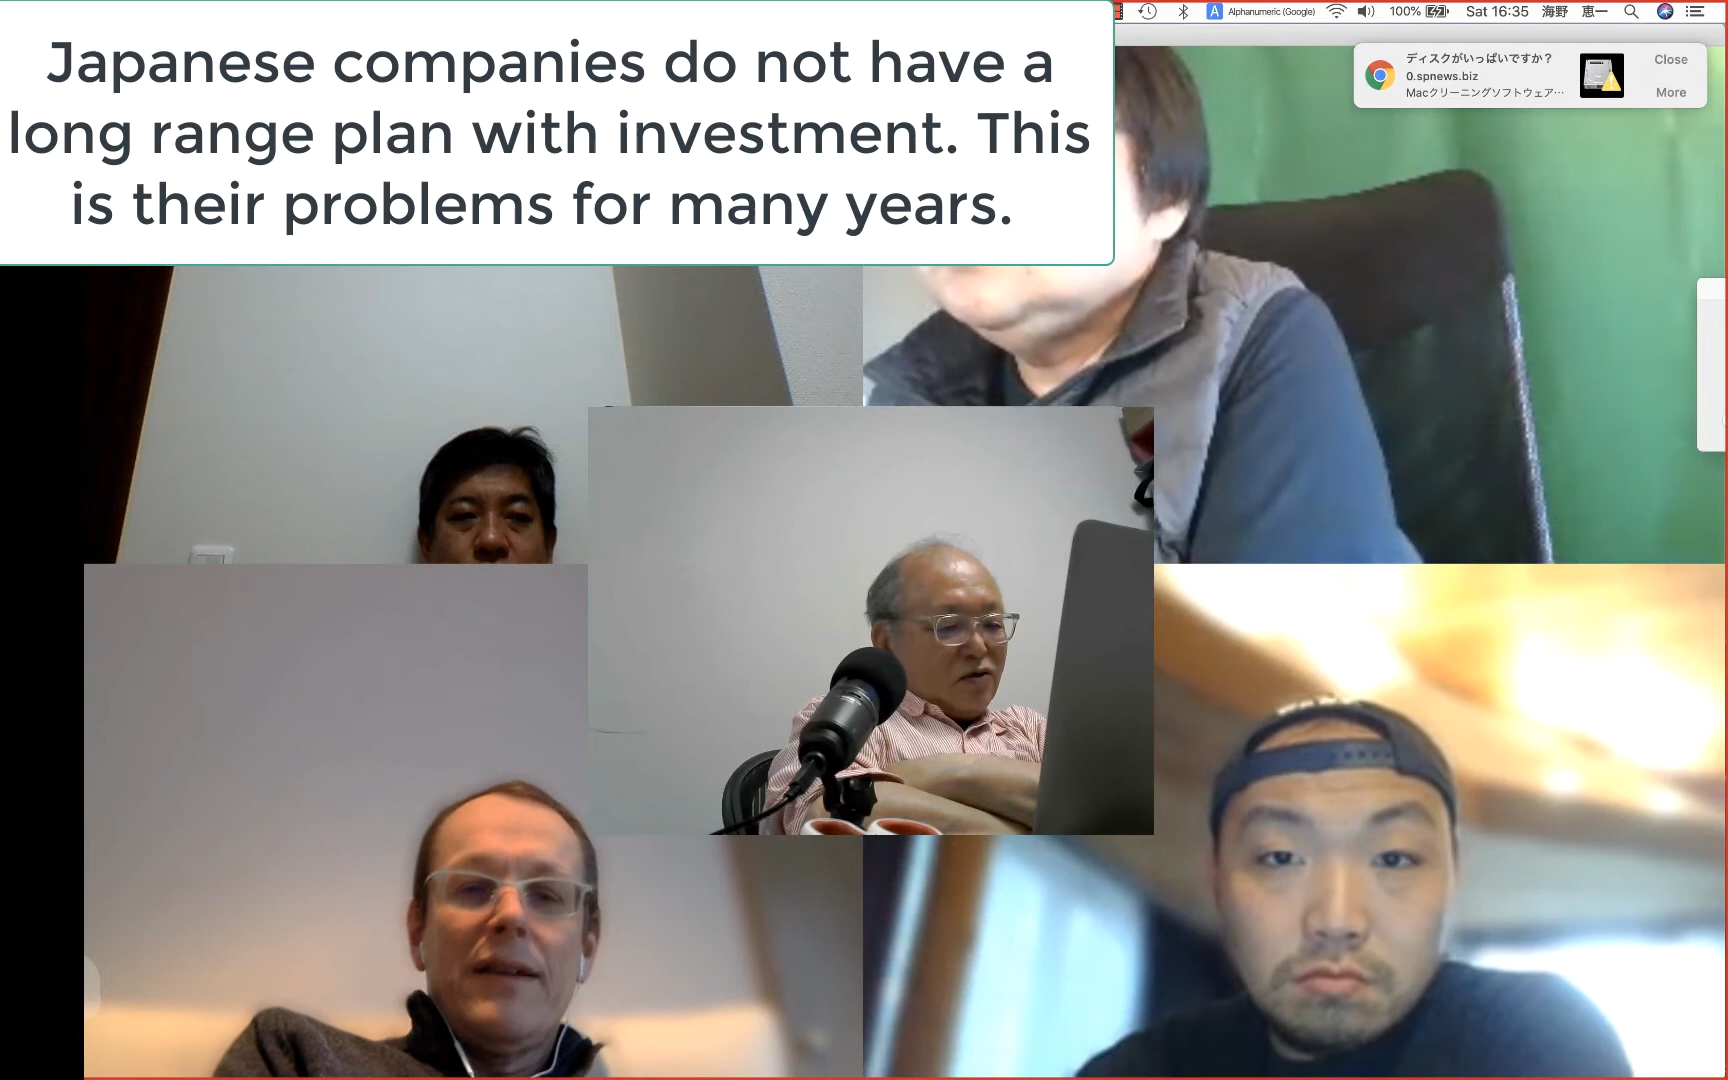 Japanese companies do not have a
long range plan with investment. This
is their problems for many years.
A Alphanumeric (Google) 100% Sat 16:35 海野 恵一
ディスクがいっぱいですか？
0.spnews.biz
Macクリーニングソフトウェア…
Close
More